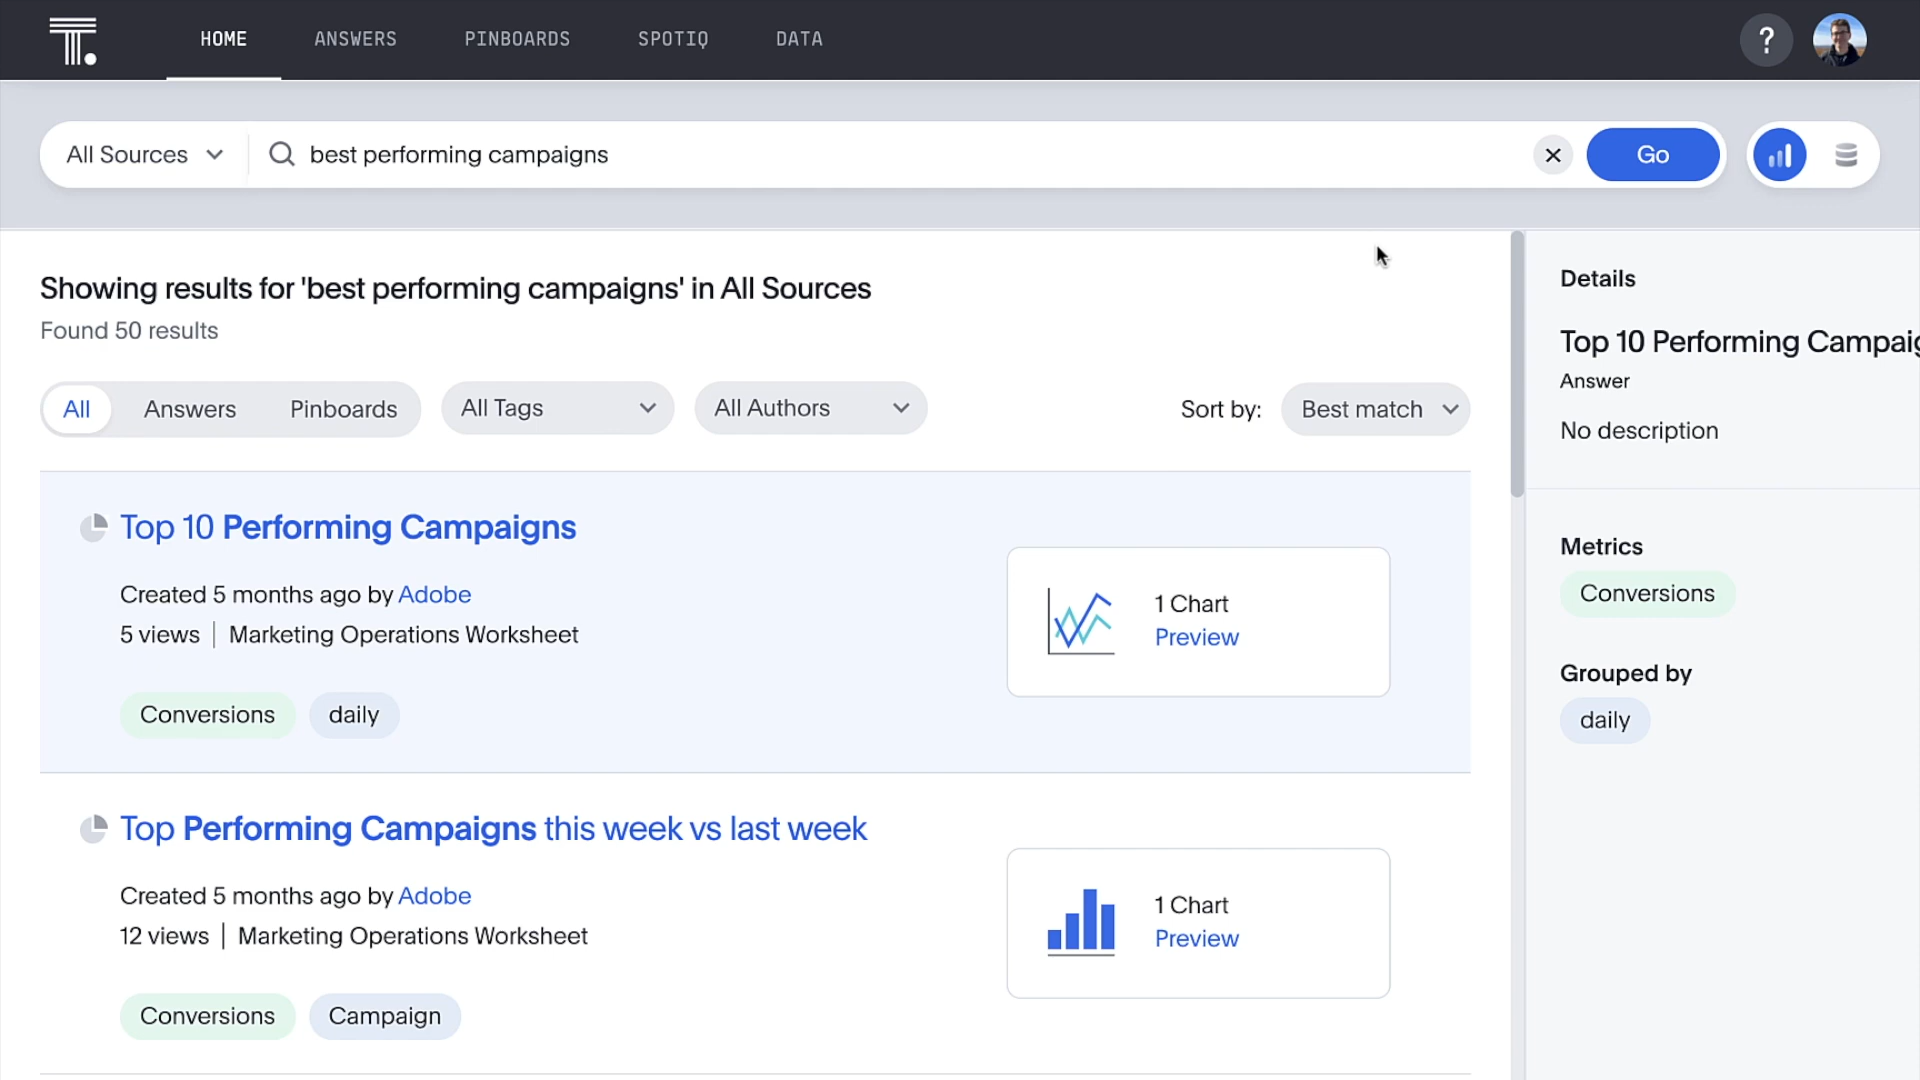 T.
HOME
ANSWERS
PINBOARDS
SPOTIQ
DATA
?
All Sources
best performing campaigns
Go
Showing results for 'best performing campaigns' in All Sources
Found 50 results
All
Answers
Pinboards
All Tags
All Authors
Sort by:
Best match
Top 10 Performing Campaigns
Created 5 months ago by Adobe
5 views | Marketing Operations Worksheet
Conversions
daily
1 Chart
Preview
Top Performing Campaigns this week vs last week
Created 5 months ago by Adobe
12 views | Marketing Operations Worksheet
Conversions
Campaign
1 Chart
Preview
Details
Top 10 Performing Campaig
Answer
No description
Metrics
Conversions
Grouped by
daily